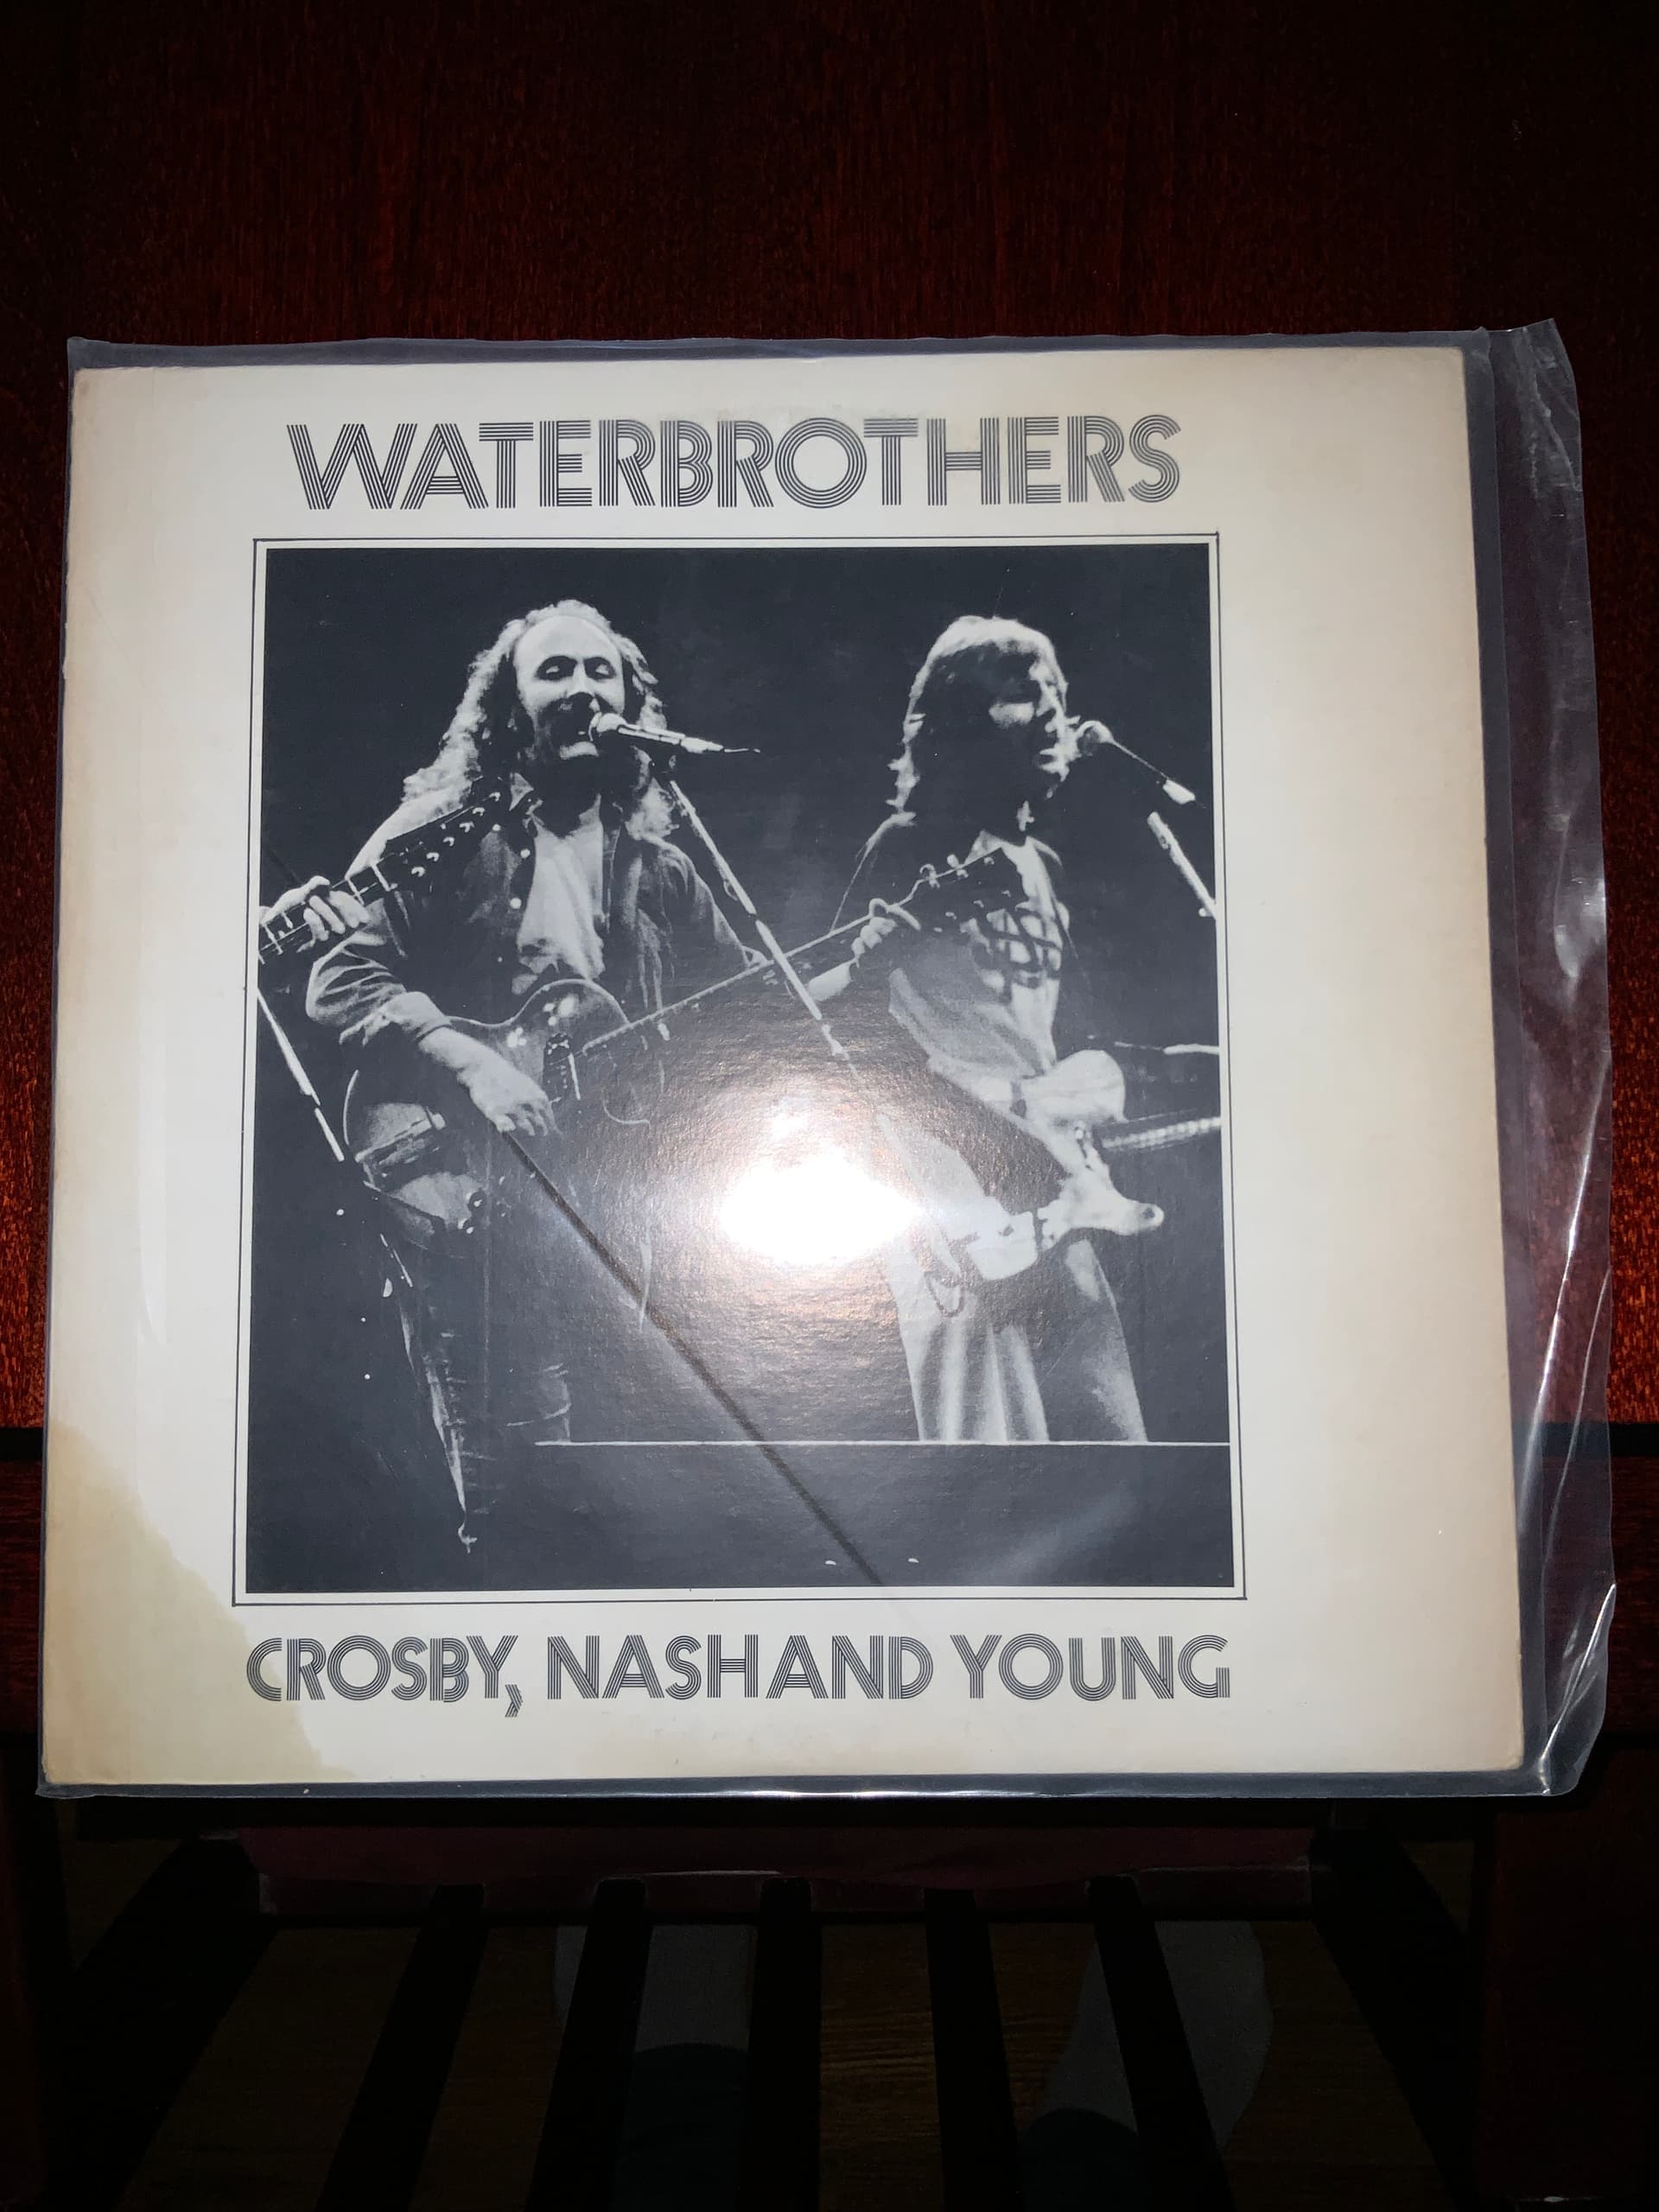 WATERBROTHERS
CROSBY, NASH AND YOUNG